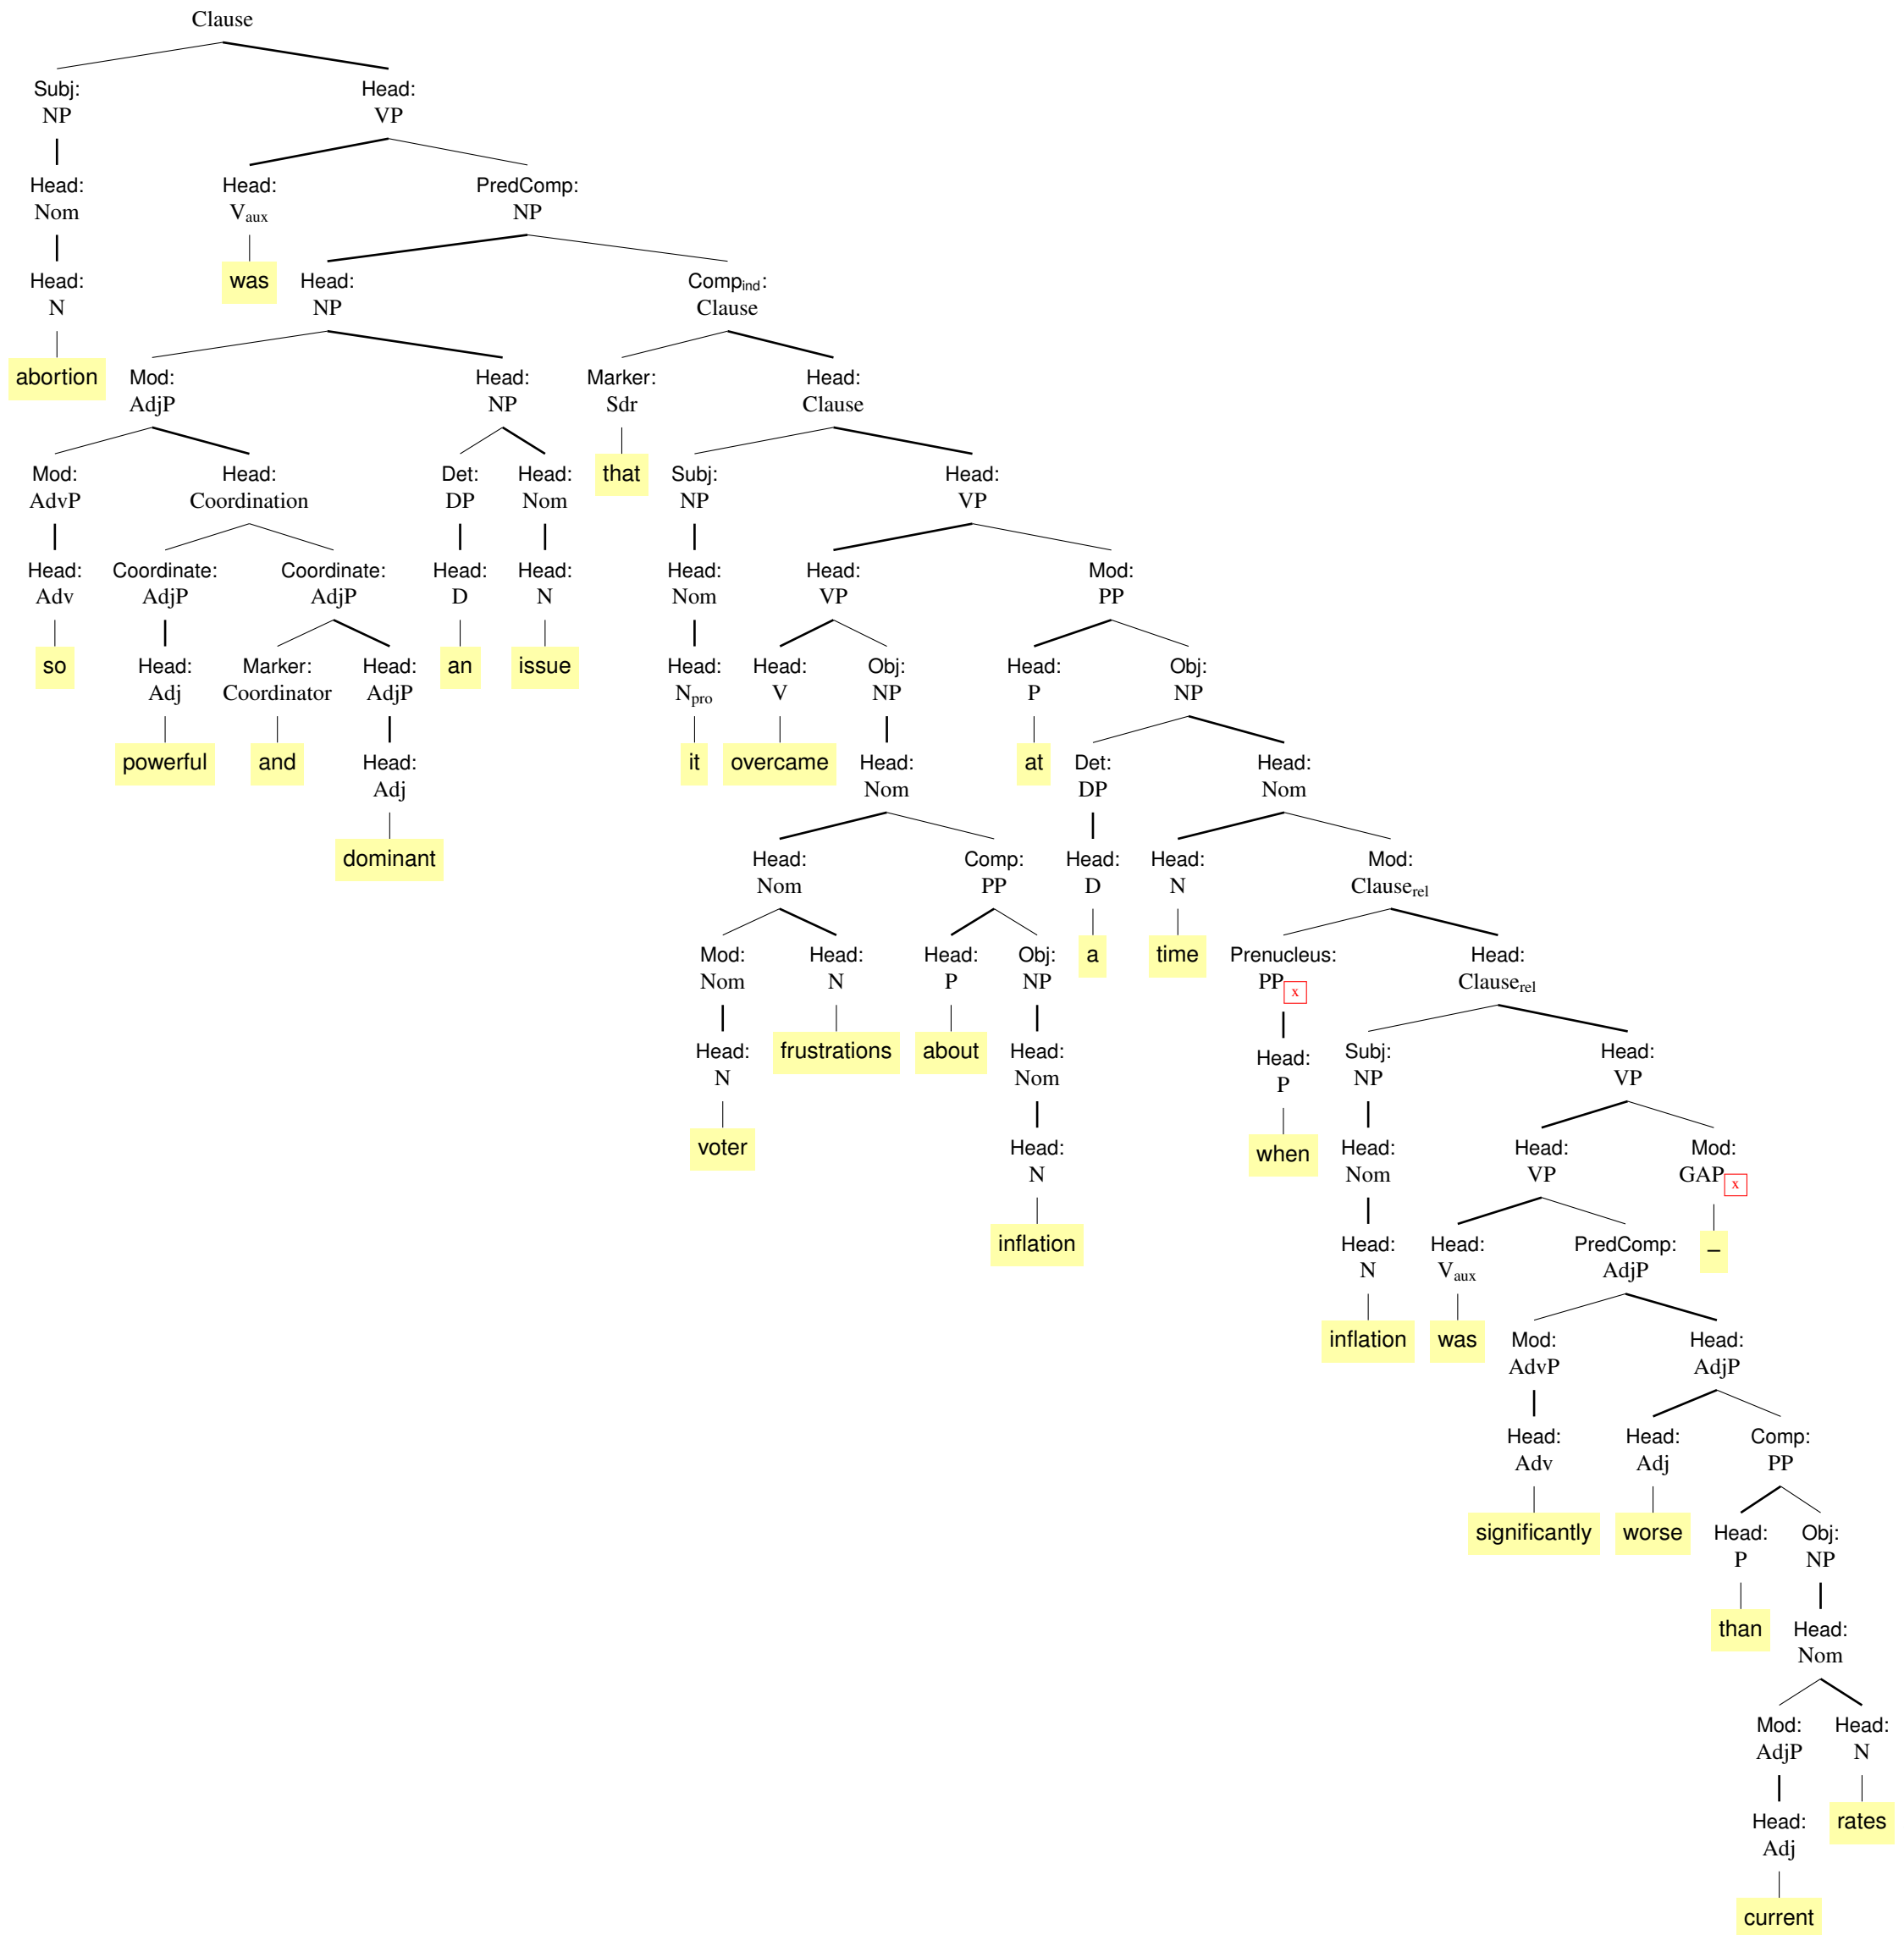 Clause
Subj: Head:
NP VP
Head: Head: PredComp:
Nom Vaux NP
Head: was Head: Compind:
N NP Clause
abortion Mod: Head: Marker: Head:
AdjP NP Sdr Clause
Mod: Head: Det: Head: that Subj: Head:
AdvP Coordination DP Nom NP VP
Head: Coordinate: Coordinate: Head: Head: Head: Head: Mod:
Adv AdjP AdjP D N Nom VP PP
so Head: Marker: Head: an issue Head: Head: Obj: Head: Obj:
Adj Coordinator AdjP Npro V NP P NP
powerful and Head: it overcame Head: at Det: Head:
Adj Nom DP Nom
dominant Head: Comp: Head: Head: Mod:
Nom PP D N Clauserel
Mod: Head: Head: Obj: a time Prenucleus: Head:
Nom N P NP PPx Clauserel
Head: frustrations about Head: Head: Subj: Head:
N Nom P NP VP
voter Head: when Head: Head: Mod:
N Nom VP GAPx
inflation Head: Head: PredComp: –
N Vaux AdjP
inflation was Mod: Head:
AdvP AdjP
Head: Head: Comp:
Adv Adj PP
significantly worse Head: Obj:
P NP
than Head:
Nom
Mod: Head:
AdjP N
Head: rates
Adj
current